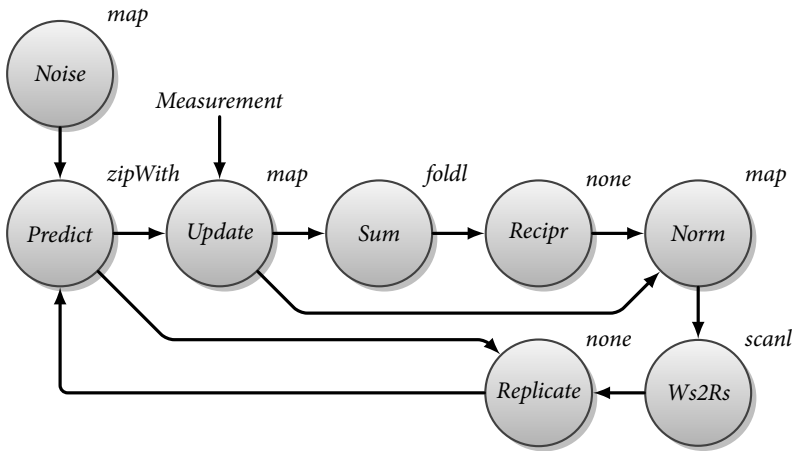 map
Noise
Measurement
zipWith
map
foldl
none
map
Predict
Update
Sum
Recipr
Norm
none
scanl
Replicate
Ws2Rs